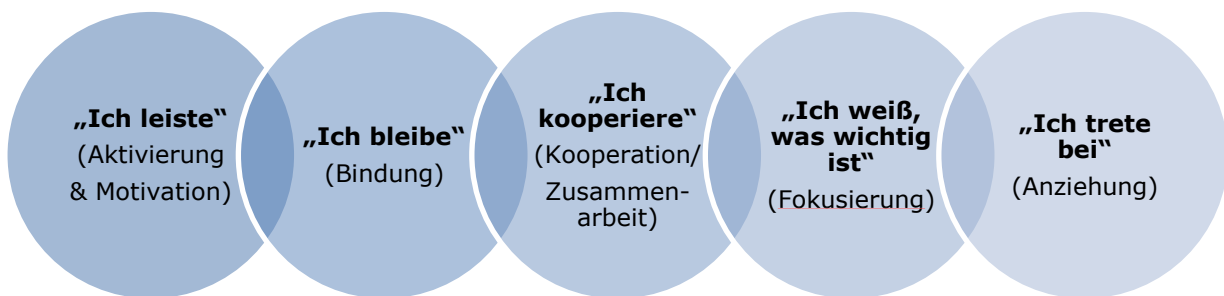 „Ich leiste“
(Aktivierung
& Motivation)
„Ich bleibe“
(Bindung)
„Ich
kooperiere“
(Kooperation/
Zusammen-
arbeit)
„Ich weiß,
was wichtig
ist“
(Fokusierung)
„Ich trete
bei“
(Anziehung)